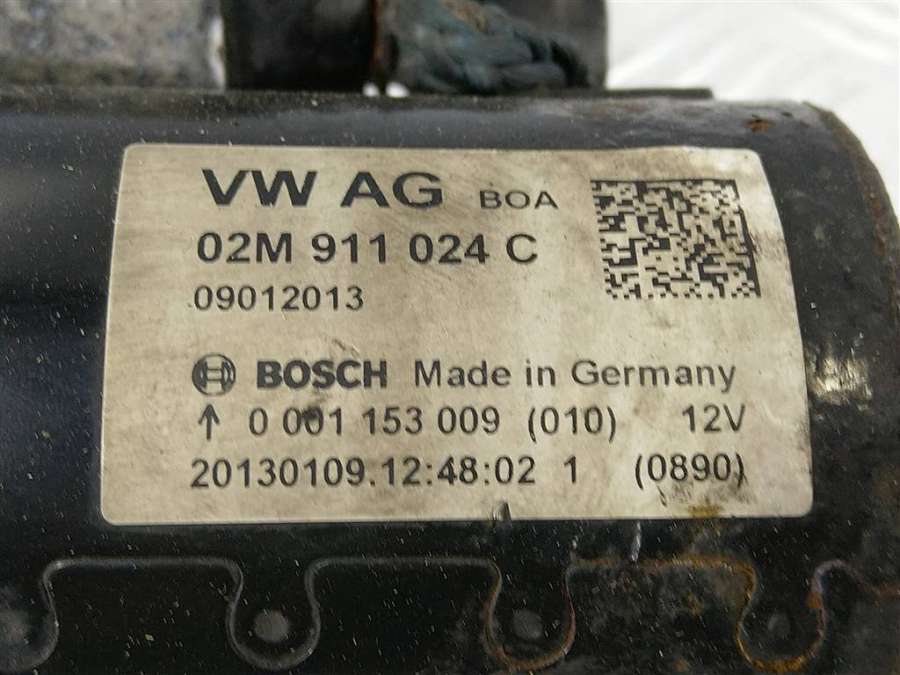 VW AG BOA
02M 911 024 C
09012013
BOSCH Made in Germany
↑ 0 001 153 009 (010) 12V
20130109.12:48:02 1 (0890)